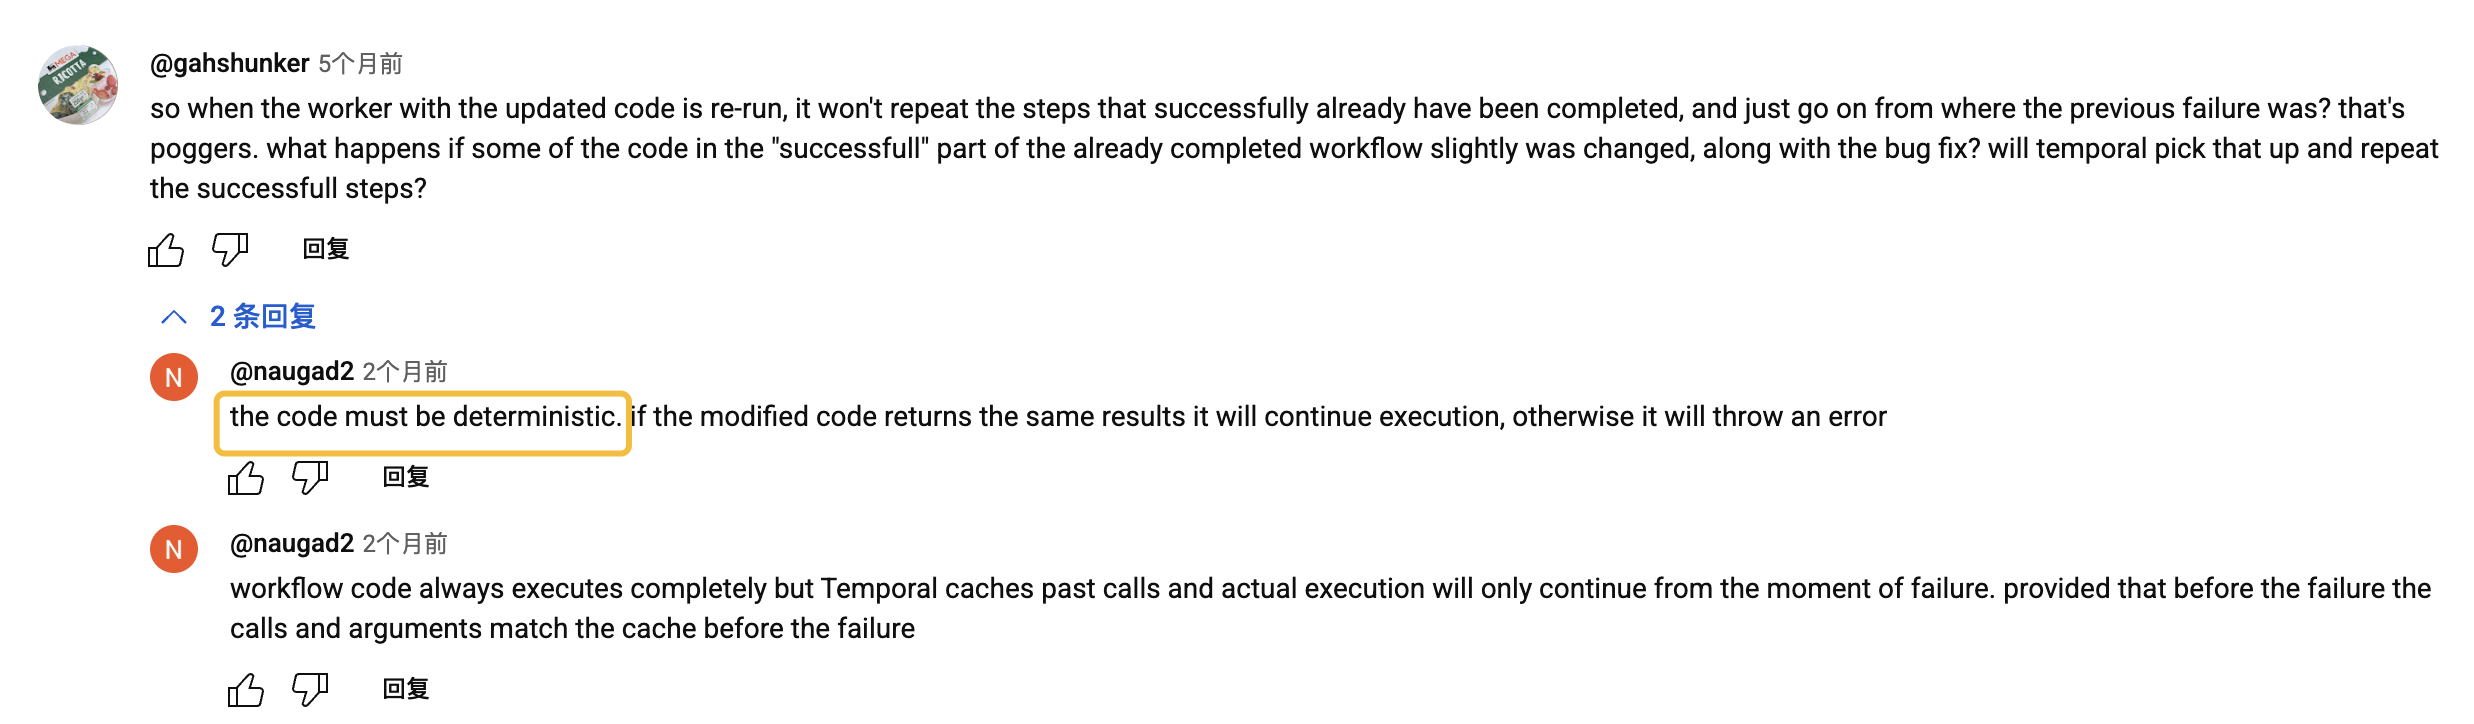 @gahshunker 5个月前
so when the worker with the updated code is re-run, it won't repeat the steps that successfully already have been completed, and just go on from where the previous failure was? that's
poggers. what happens if some of the code in the "successfull" part of the already completed workflow slightly was changed, along with the bug fix? will temporal pick that up and repeat
the successfull steps?
回复
2 条回复
N
@naugad2 2个月前
the code must be deterministic. if the modified code returns the same results it will continue execution, otherwise it will throw an error
回复
N
@naugad2 2个月前
workflow code always executes completely but Temporal caches past calls and actual execution will only continue from the moment of failure. provided that before the failure the
calls and arguments match the cache before the failure
回复
MEGA
RICOTTA